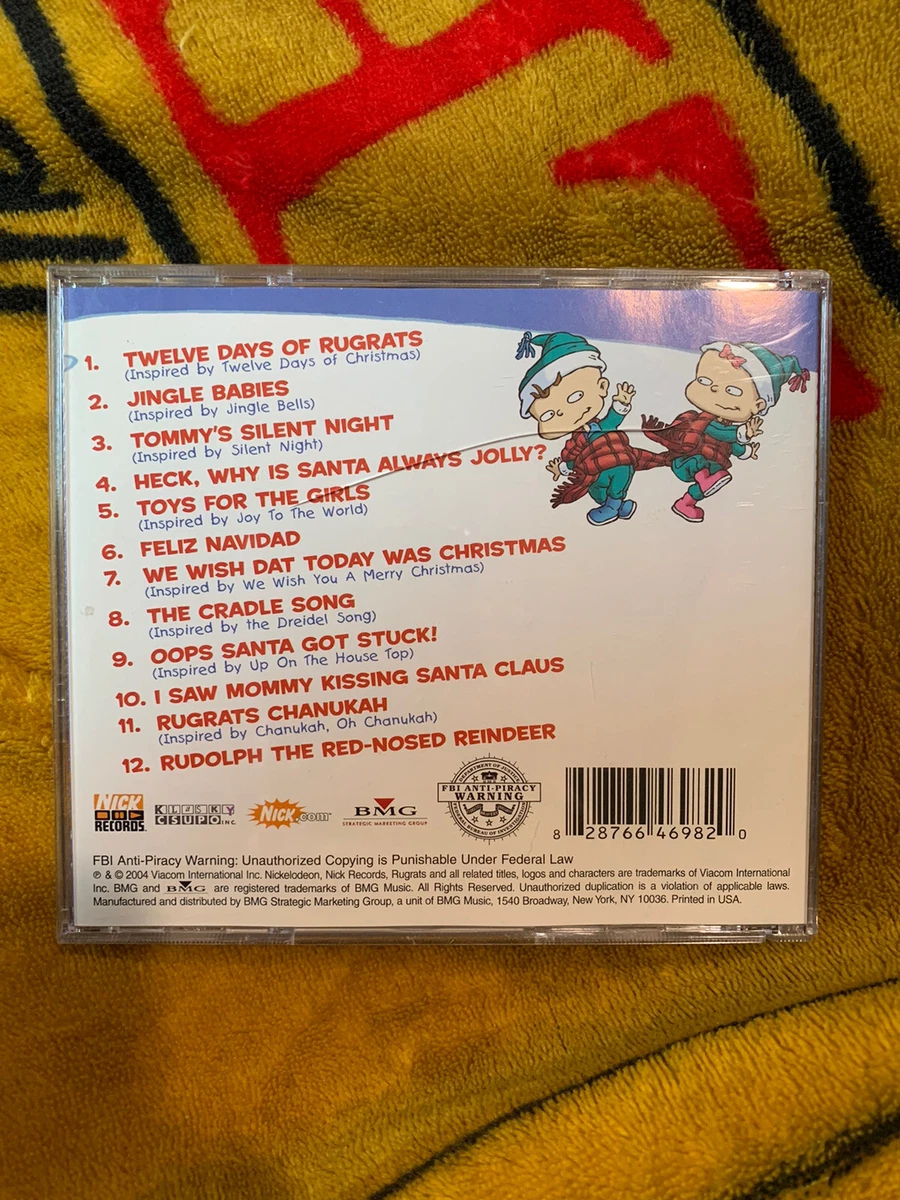 1. TWELVE DAYS OF RUGRATS
(Inspired by Twelve Days of Christmas)
2. JINGLE BABIES
(Inspired by Jingle Bells)
3. TOMMY'S SILENT NIGHT
(Inspired by Silent Night)
4. HECK, WHY IS SANTA ALWAYS JOLLY?
5. TOYS FOR THE GIRLS
(Inspired by Joy To The World)
6. FELIZ NAVIDAD
7. WE WISH DAT TODAY WAS CHRISTMAS
(Inspired by We Wish You A Merry Christmas)
8. THE CRADLE SONG
(Inspired by the Dreidel Song)
9. OOPS SANTA GOT STUCK!
(Inspired by Up On The House Top)
10. I SAW MOMMY KISSING SANTA CLAUS
11. RUGRATS CHANUKAH
(Inspired by Chanukah, Oh Chanukah)
12. RUDOLPH THE RED-NOSED REINDEER
NICK
RECORDS.
KLASKY
CSUPO INC.
NICK.com
BMG
STRATEGIC MARKETING GROUP
DEPARTMENT OF JUSTICE
FBI ANTI-PIRACY
WARNING
FEDERAL BUREAU OF INVESTIGATION
8 28766 46982 0
FBI Anti-Piracy Warning: Unauthorized Copying is Punishable Under Federal Law
℗ & © 2004 Viacom International Inc. Nickelodeon, Nick Records, Rugrats and all related titles, logos and characters are trademarks of Viacom International
Inc. BMG and BMG are registered trademarks of BMG Music. All Rights Reserved. Unauthorized duplication is a violation of applicable laws.
Manufactured and distributed by BMG Strategic Marketing Group, a unit of BMG Music, 1540 Broadway, New York, NY 10036. Printed in USA.